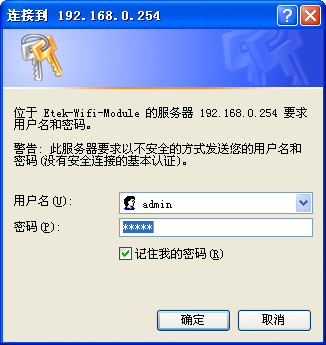 连接到 192.168.0.254
位于 Etek-Wifi-Module 的服务器 192.168.0.254 要求
用户名和密码。
警告: 此服务器要求以不安全的方式发送您的用户名和
密码(没有安全连接的基本认证)。
用户名(U):
admin
密码(P):
*****
记住我的密码(R)
确定
取消